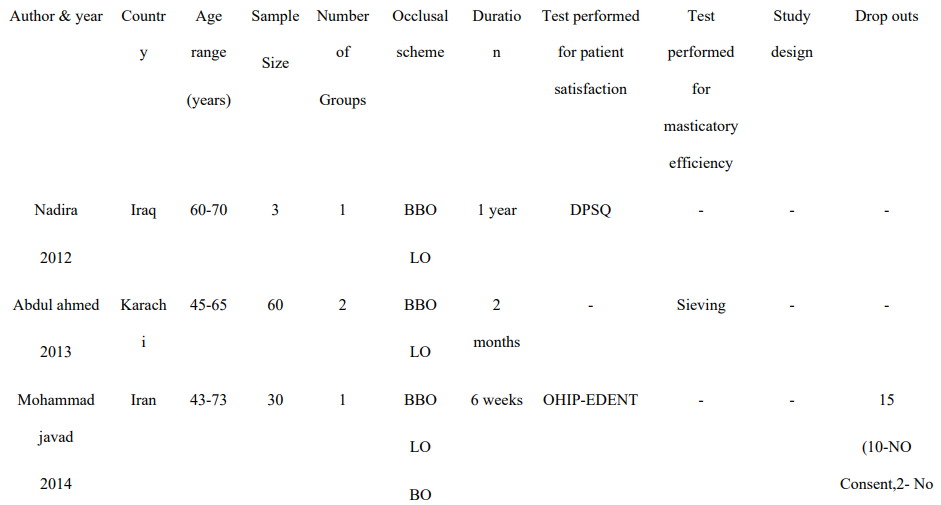 Author & year Countr Age Sample Number Occlusal Duratio Test performed Test Study Drop outs
y range Size of scheme n for patient performed design
(years) Groups satisfaction for
masticatory
efficiency
Nadira Iraq 60-70 3 1 BBO 1 year DPSQ - - -
2012 LO
Abdul ahmed Karach 45-65 60 2 BBO 2 - Sieving - -
i months
2013 LO
Mohammad Iran 43-73 30 1 BBO 6 weeks OHIP-EDENT - - 15
javad LO (10-NO
2014 BO Consent,2- No